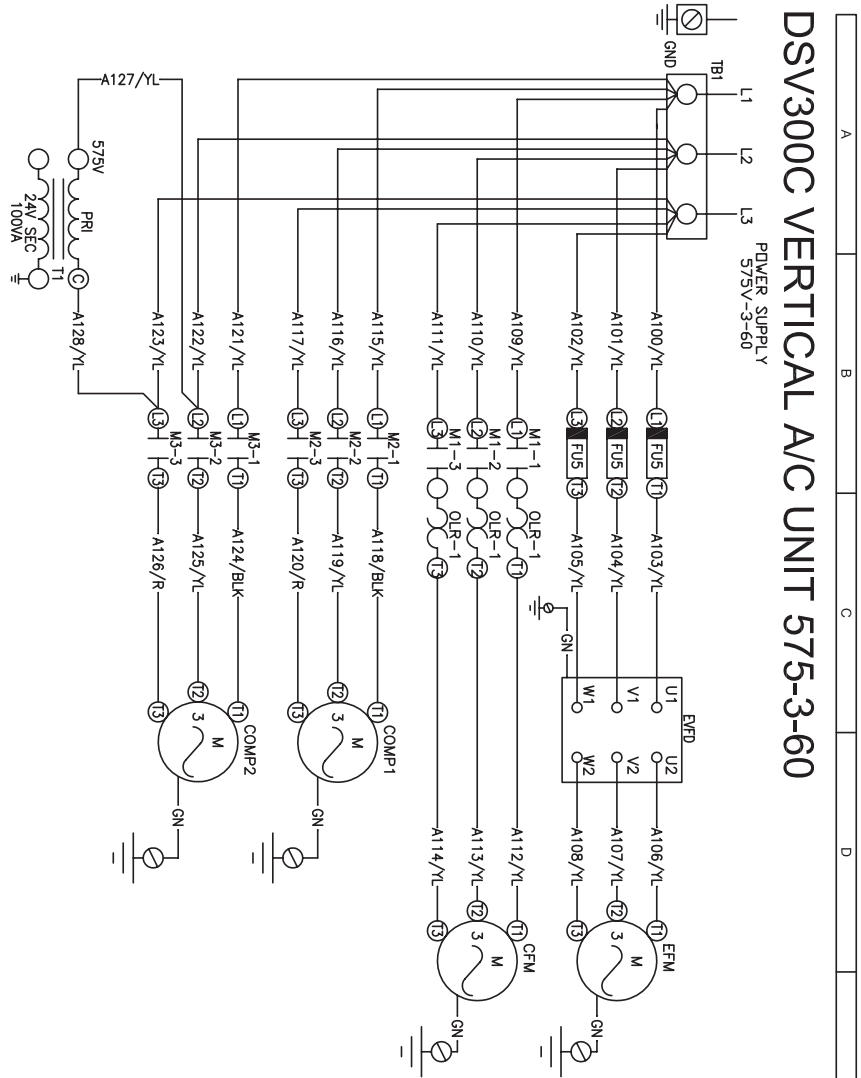 A
B
C
D
DSV300C VERTICAL A/C UNIT 575-3-60
POWER SUPPLY
575V-3-60
L1
L2
L3
TB1
GND
A100/YL
L1
FU5
T1
A103/YL
U1
EVFD
U2
A106/YL
T1
EFM
A101/YL
L2
FU5
T2
A104/YL
V1
V2
A107/YL
T2
M
3
A102/YL
L3
FU5
T3
A105/YL
W1
W2
A108/YL
T3
GN
GN
A109/YL
L1
M1-1
OLR-1
T1
A112/YL
T1
CFM
A110/YL
L2
M1-2
OLR-1
T2
A113/YL
T2
M
3
A111/YL
L3
M1-3
OLR-1
T3
A114/YL
T3
GN
A115/YL
L1
M2-1
T1
A118/BLK
T1
COMP1
A116/YL
L2
M2-2
T2
A119/YL
T2
M
3
A117/YL
L3
M2-3
T3
A120/R
T3
GN
A121/YL
L1
M3-1
T1
A124/BLK
T1
COMP2
A122/YL
L2
M3-2
T2
A125/YL
T2
M
3
A123/YL
L3
M3-3
T3
A126/R
T3
GN
A127/YL
575V
PRI
C
A128/YL
T1
24V SEC
100VA